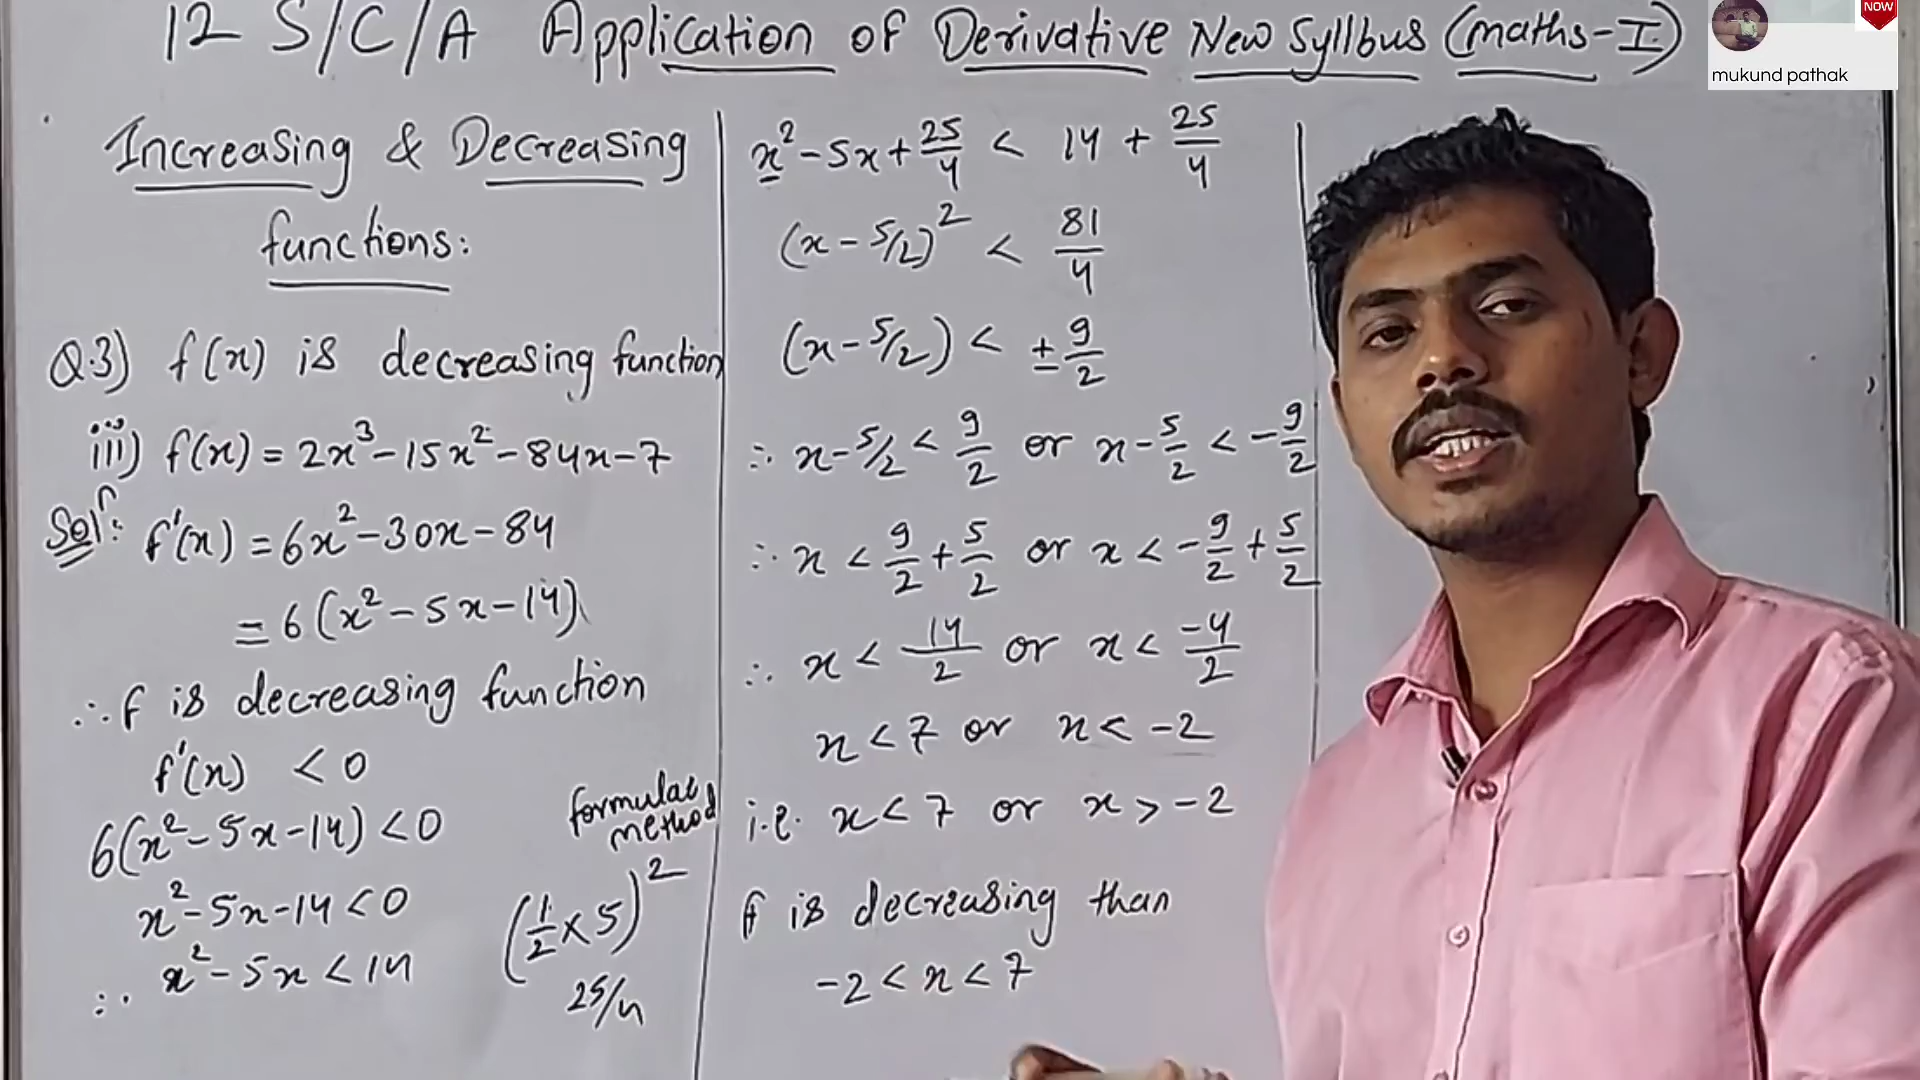 12 S/C/A Application of Derivative New Syllbus (maths-I)
NOW
mukund pathak
Increasing & Decreasing
functions:
Q.3) f(x) is decreasing function
iii) f(x) = 2x³-15x²-84x-7
Solⁿ: f'(x) = 6x²-30x-84
= 6(x²-5x-14)
∴ f is decreasing function
f'(x) < 0
6(x²-5x-14) < 0
x²-5x-14 < 0
∴ x²-5x < 14
formulae
method
(1/2 × 5)²
25/4
x²-5x+25/4 < 14 + 25/4
(x-5/2)² < 81/4
(x-5/2) < ± 9/2
∴ x-5/2 < 9/2 or x-5/2 < -9/2
∴ x < 9/2 + 5/2 or x < -9/2 + 5/2
∴ x < 14/2 or x < -4/2
x < 7 or x < -2
i.e. x < 7 or x > -2
f is decreasing than
-2 < x < 7